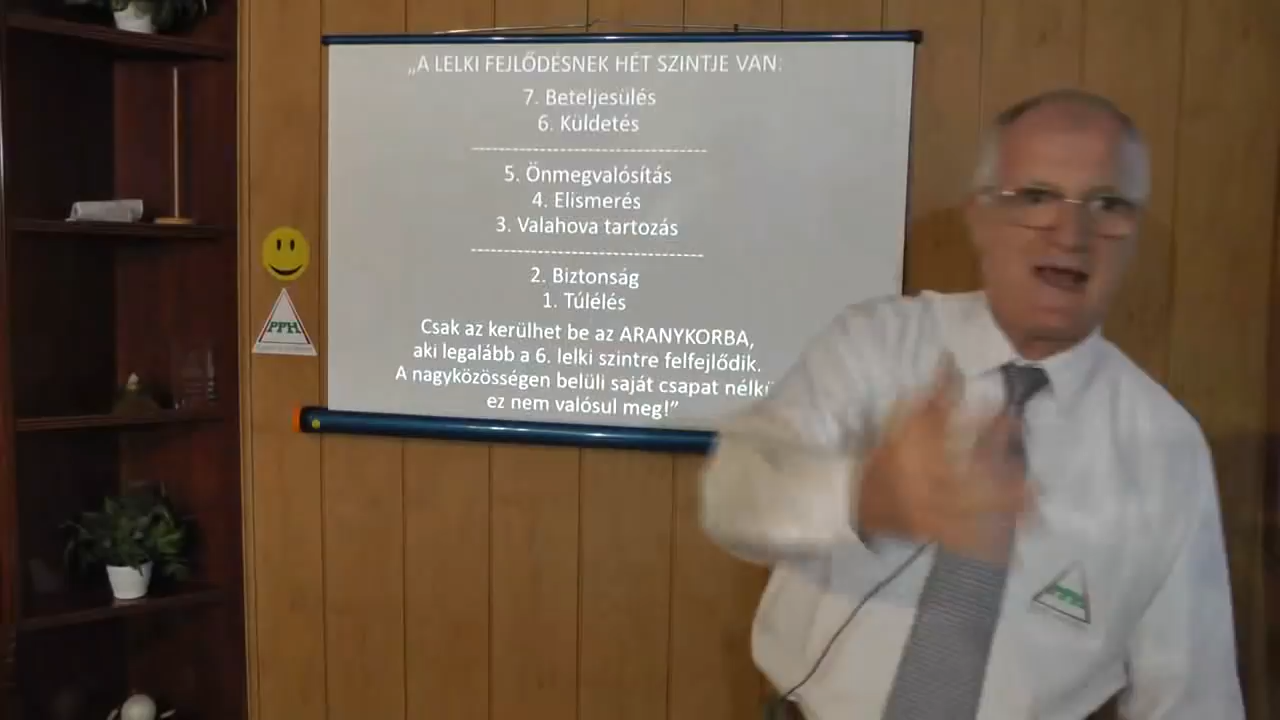 „A LELKI FEJLŐDÉSNEK HÉT SZINTJE VAN:
7. Beteljesülés
6. Küldetés
-----------------------------------
5. Önmegvalósítás
4. Elismerés
3. Valahova tartozás
-----------------------------------
2. Biztonság
1. Túlélés
Csak az kerülhet be az ARANYKORBA,
aki legalább a 6. lelki szintre felfejlődik.
A nagyközösségen belüli saját csapat
ez nem valósul meg!”
PPH
PPH